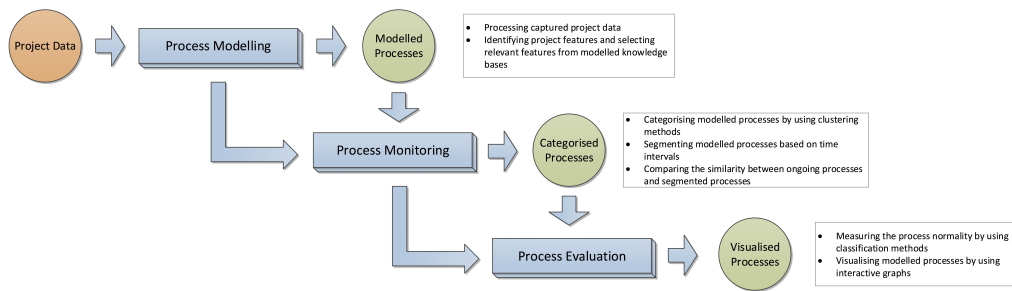 Project Data
Process Modelling
Modelled
Processes
• Processing captured project data
• Identifying project features and selecting
relevant features from modelled knowledge
bases
Process Monitoring
Categorised
Processes
• Categorising modelled processes by using clustering
methods
• Segmenting modelled processes based on time
intervals
• Comparing the similarity between ongoing processes
and segmented processes
Process Evaluation
Visualised
Processes
• Measuring the process normality by using
classification methods
• Visualising modelled processes by using
interactive graphs